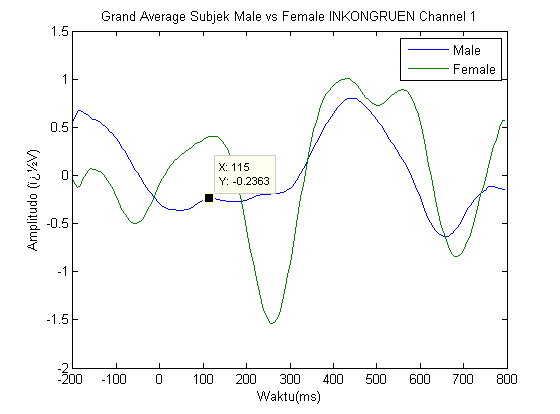 Grand Average Subjek Male vs Female INKONGRUEN Channel 1
1.5
1
0.5
0
-0.5
-1
-1.5
-2
Amplitudo (ï¿½V)
Male
Female
X: 115
Y: -0.2363
-200 -100 0 100 200 300 400 500 600 700 800
Waktu(ms)